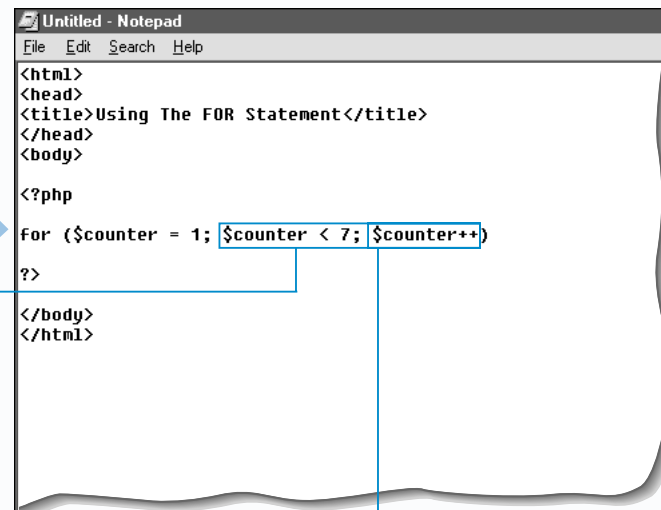 Untitled - Notepad
File Edit Search Help
<html>
<head>
<title>Using The FOR Statement</title>
</head>
<body>
<?php
for ($counter = 1; $counter < 7; $counter++)
?>
</body>
</html>